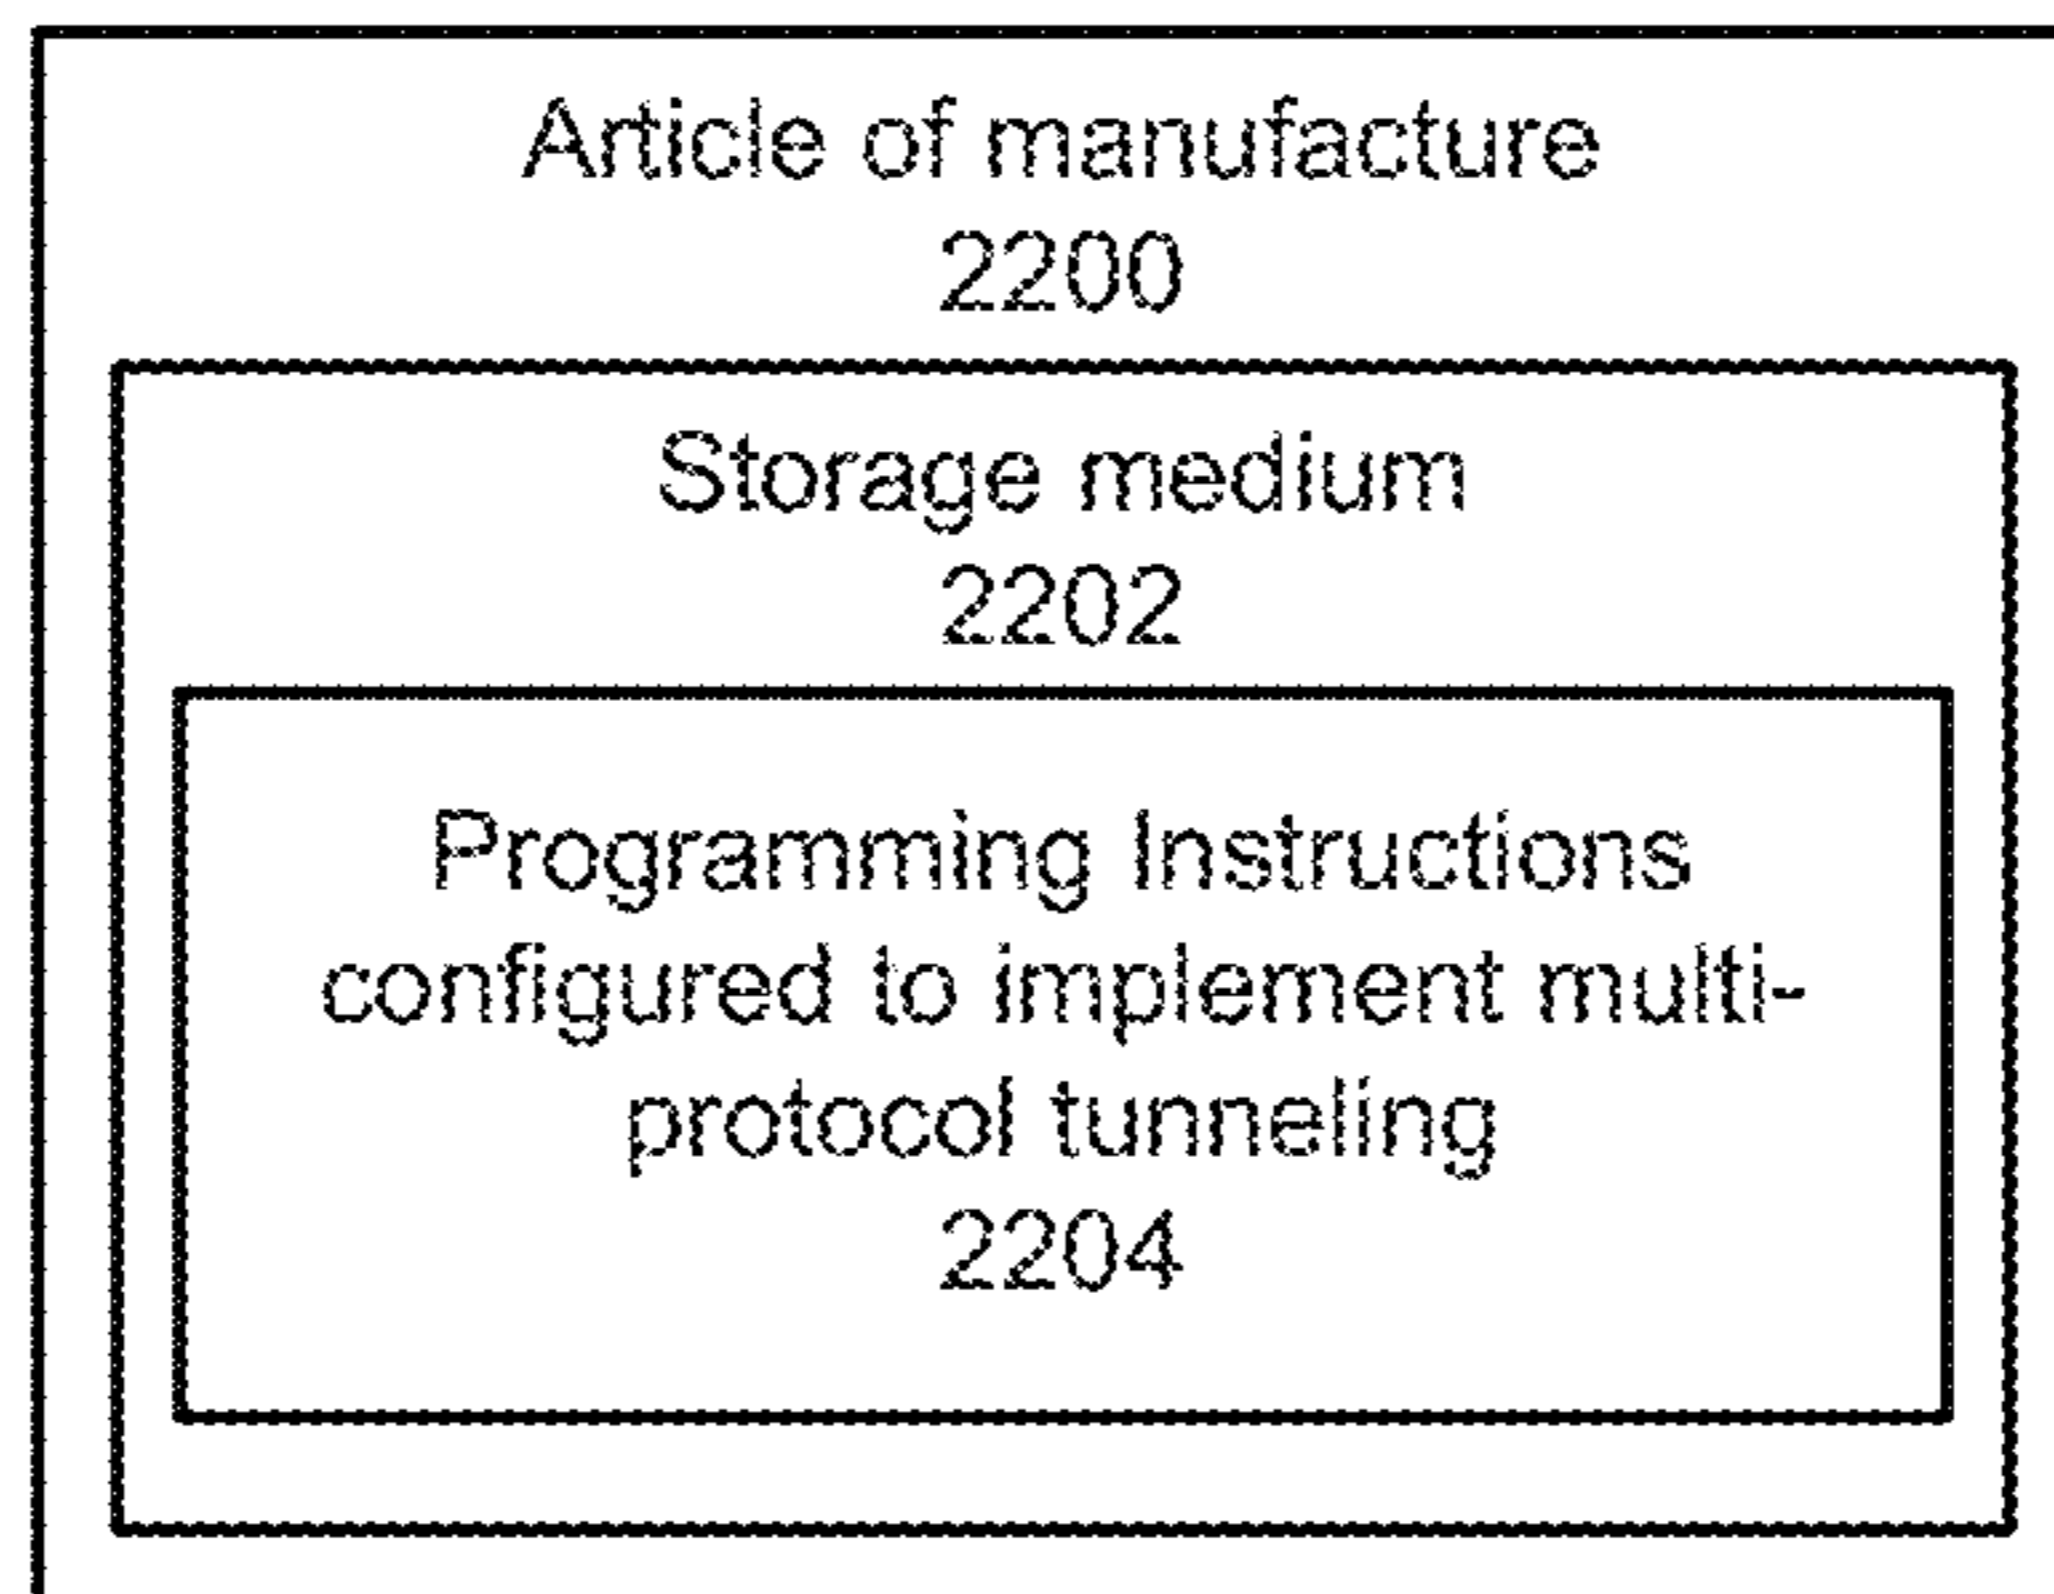 Article of manufacture
2200
Storage medium
2202
Programming Instructions
configured to implement multi-
protocol tunneling
2204